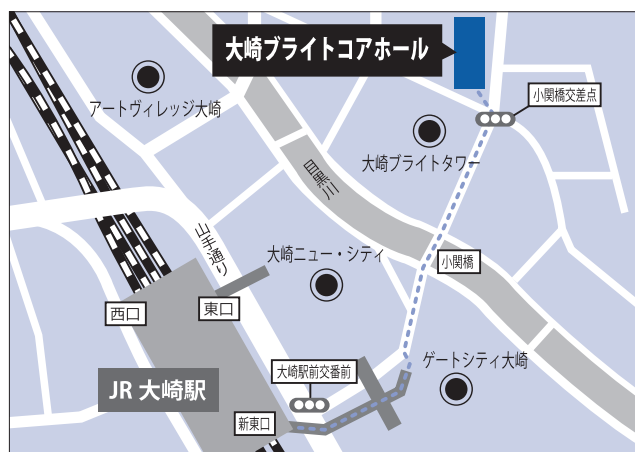 大崎ブライトコアホール
小関橋交差点
アートヴィレッジ大崎
大崎ブライトタワー
目黒川
山手通り
大崎ニュー・シティ
小関橋
東口
西口
大崎駅前交番前
ゲートシティ大崎
JR 大崎駅
新東口